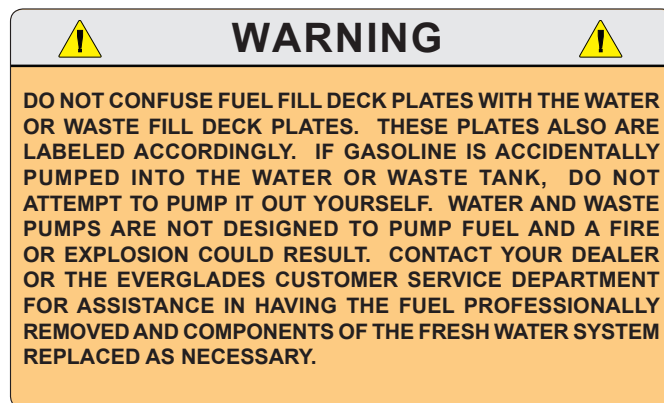 WARNING
DO NOT CONFUSE FUEL FILL DECK PLATES WITH THE WATER
OR WASTE FILL DECK PLATES. THESE PLATES ALSO ARE
LABELED ACCORDINGLY. IF GASOLINE IS ACCIDENTALLY
PUMPED INTO THE WATER OR WASTE TANK, DO NOT
ATTEMPT TO PUMP IT OUT YOURSELF. WATER AND WASTE
PUMPS ARE NOT DESIGNED TO PUMP FUEL AND A FIRE
OR EXPLOSION COULD RESULT. CONTACT YOUR DEALER
OR THE EVERGLADES CUSTOMER SERVICE DEPARTMENT
FOR ASSISTANCE IN HAVING THE FUEL PROFESSIONALLY
REMOVED AND COMPONENTS OF THE FRESH WATER SYSTEM
REPLACED AS NECESSARY.